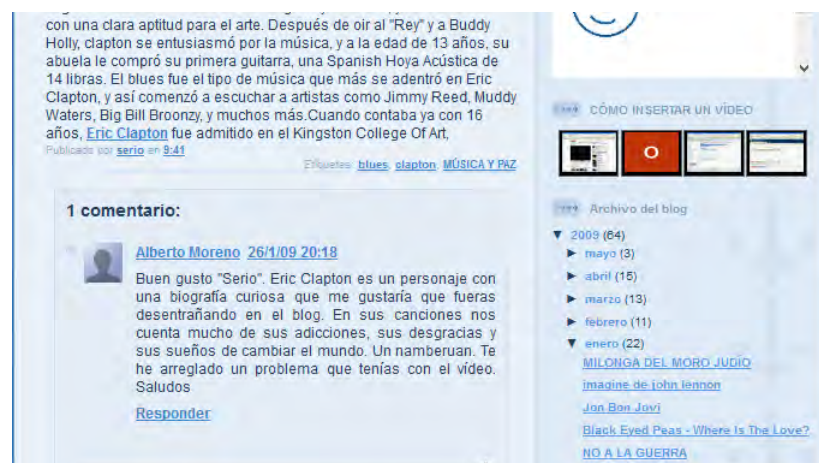 con una clara aptitud para el arte. Después de oir al "Rey" y a Buddy
Holly, clapton se entusiasmó por la música, y a la edad de 13 años, su
abuela le compró su primera guitarra, una Spanish Hoya Acústica de
14 libras. El blues fue el tipo de música que más se adentró en Eric
Clapton, y así comenzó a escuchar a artistas como Jimmy Reed, Muddy
Waters, Big Bill Broonzy, y muchos más.Cuando contaba ya con 16
años, Eric Clapton fue admitido en el Kingston College Of Art,
Publicado por serio en 9:41
Etiquetas: blues, clapton, MÚSICA Y PAZ
1 comentario:
Alberto Moreno 26/1/09 20:18
Buen gusto "Serio". Eric Clapton es un personaje con
una biografía curiosa que me gustaría que fueras
desentrañando en el blog. En sus canciones nos
cuenta mucho de sus adicciones, sus desgracias y
sus sueños de cambiar el mundo. Un namberuan. Te
he arreglado un problema que tenías con el vídeo.
Saludos
Responder
CÓMO INSERTAR UN VÍDEO
O
Archivo del blog
▼ 2009 (64)
► mayo (3)
► abril (15)
► marzo (13)
► febrero (11)
▼ enero (22)
MILONGA DEL MORO JUDÍO
imagine de john lennon
Jon Bon Jovi
Black Eyed Peas - Where Is The Love?
NO A LA GUERRA